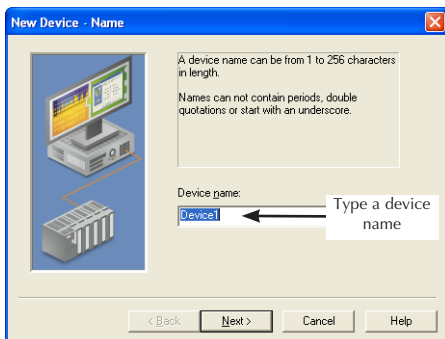 New Device - Name
A device name can be from 1 to 256 characters
in length.
Names can not contain periods, double
quotations or start with an underscore.
Device name:
Device1
Type a device
name
< Back
Next >
Cancel
Help